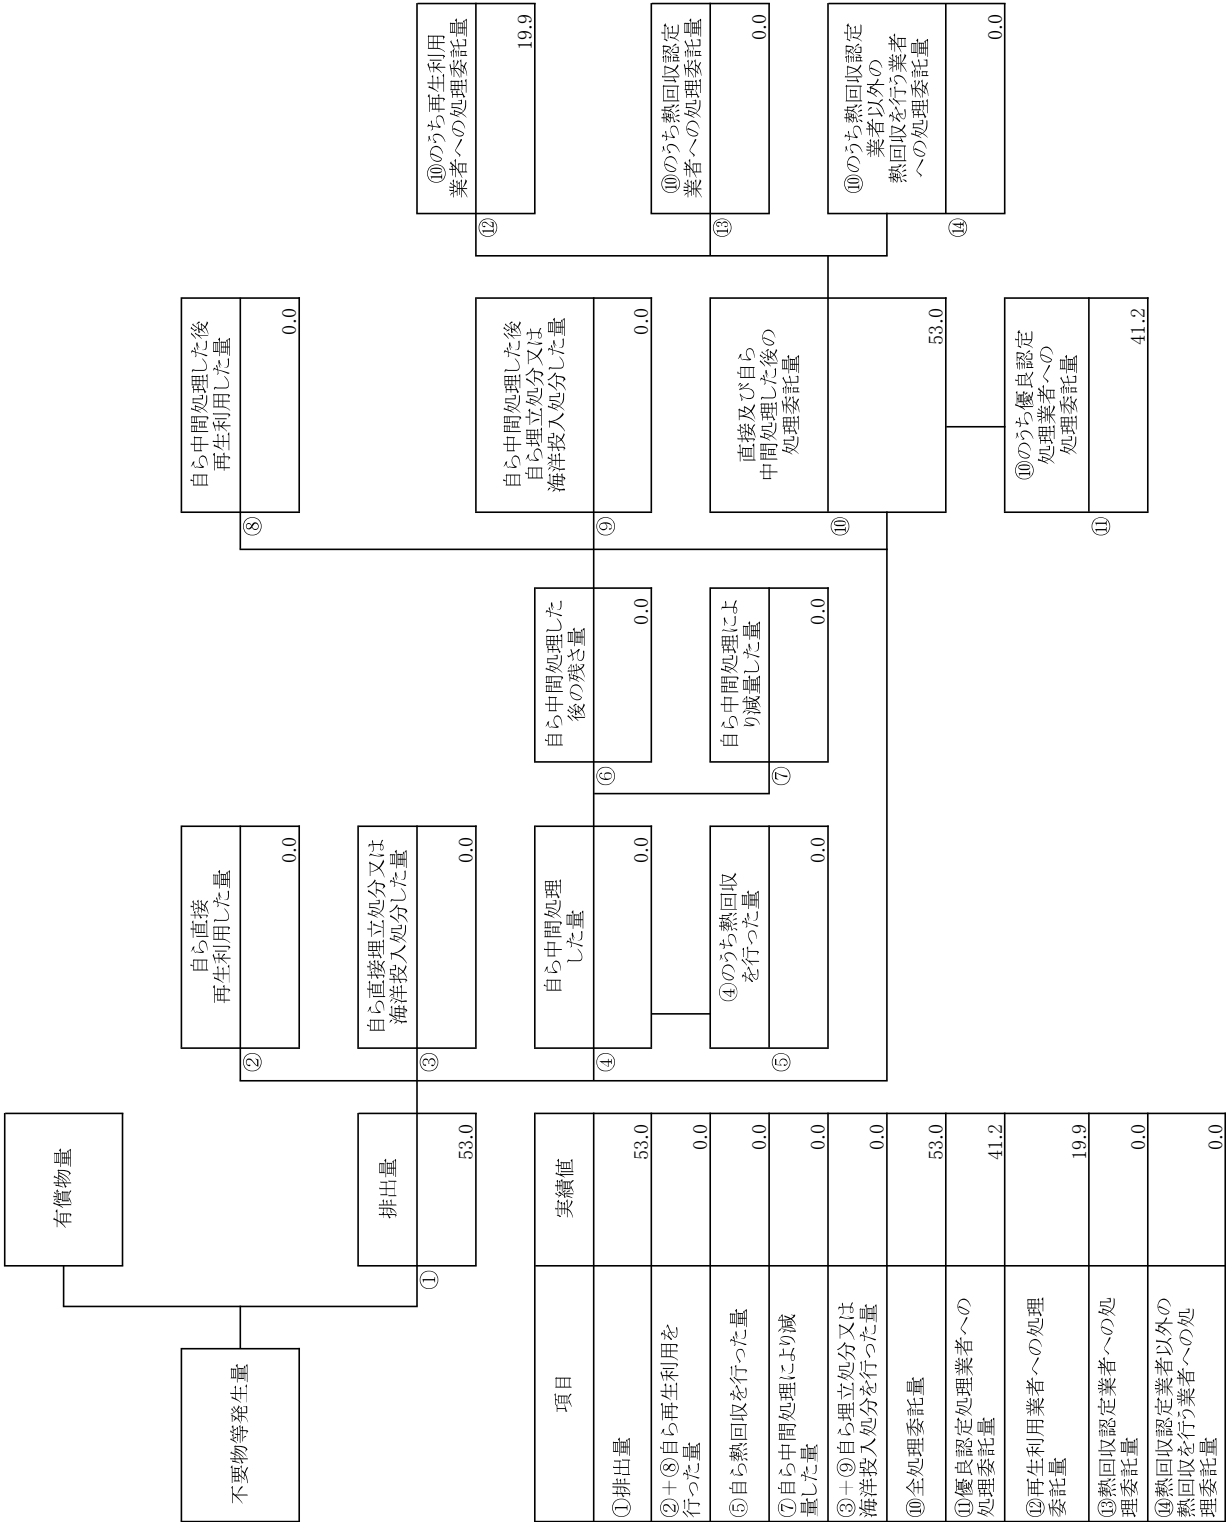 不要物等発生量
有償物量
排出量
①
53.0
②
自ら直接
再生利用した量
0.0
③
自ら直接埋立処分又は
海洋投入処分した量
0.0
④
自ら中間処理
した量
0.0
⑤
④のうち熱回収
を行った量
0.0
⑥
自ら中間処理した
後の残さ量
0.0
⑦
自ら中間処理によ
り減量した量
0.0
⑧
自ら中間処理した後
再生利用した量
0.0
⑨
自ら中間処理した後
自ら埋立処分又は
海洋投入処分した量
0.0
⑩
直接及び自ら
中間処理した後の
処理委託量
53.0
⑪
⑩のうち優良認定
処理業者への
処理委託量
41.2
⑫
⑩のうち再生利用
業者への処理委託量
19.9
⑬
⑩のうち熱回収認定
業者への処理委託量
0.0
⑭
⑩のうち熱回収認定
業者以外の
熱回収を行う業者
への処理委託量
0.0
項目 実績値
①排出量 53.0
②+⑧自ら再生利用を
行った量 0.0
⑤自ら熱回収を行った量 0.0
⑦自ら中間処理により減
量した量 0.0
③+⑨自ら埋立処分又は
海洋投入処分を行った量 0.0
⑩全処理委託量 53.0
⑪優良認定処理業者への
処理委託量 41.2
⑫再生利用業者への処理
委託量 19.9
⑬熱回収認定業者への処
理委託量 0.0
⑭熱回収認定業者以外の
熱回収を行う業者への処
理委託量 0.0